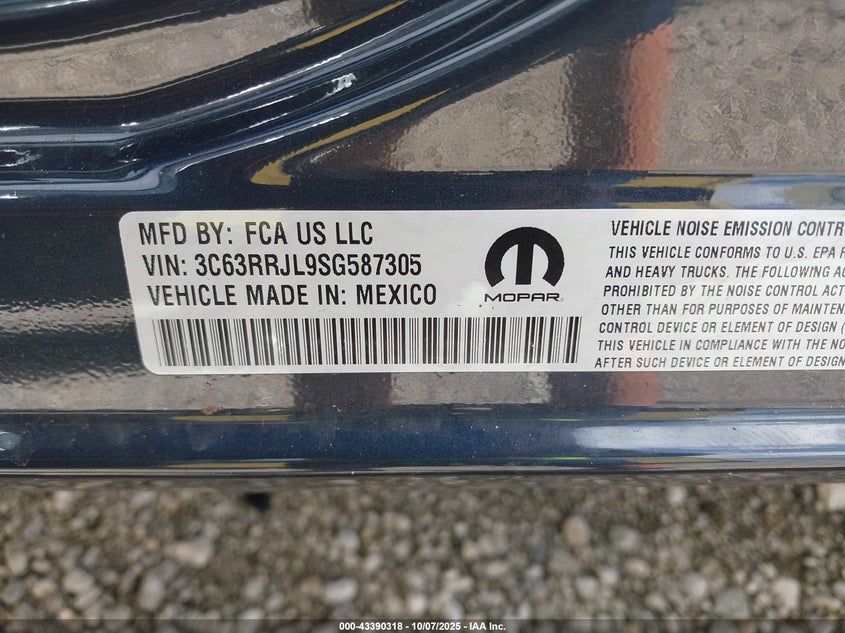 MFD BY: FCA US LLC
VIN: 3C63RRJL9SG587305
VEHICLE MADE IN: MEXICO
MOPAR
VEHICLE NOISE EMISSION CONTR
THIS VEHICLE CONFORMS TO U.S. EPA R
AND HEAVY TRUCKS. THE FOLLOWING AC
PROHIBITED BY THE NOISE CONTROL ACT
OTHER THAN FOR PURPOSES OF MAINTEN
CONTROL DEVICE OR ELEMENT OF DESIGN (
THIS VEHICLE IN COMPLIANCE WITH THE NO
AFTER SUCH DEVICE OR ELEMENT OF DESIGN
000-43390318 - 10/07/2025 - IAA Inc.